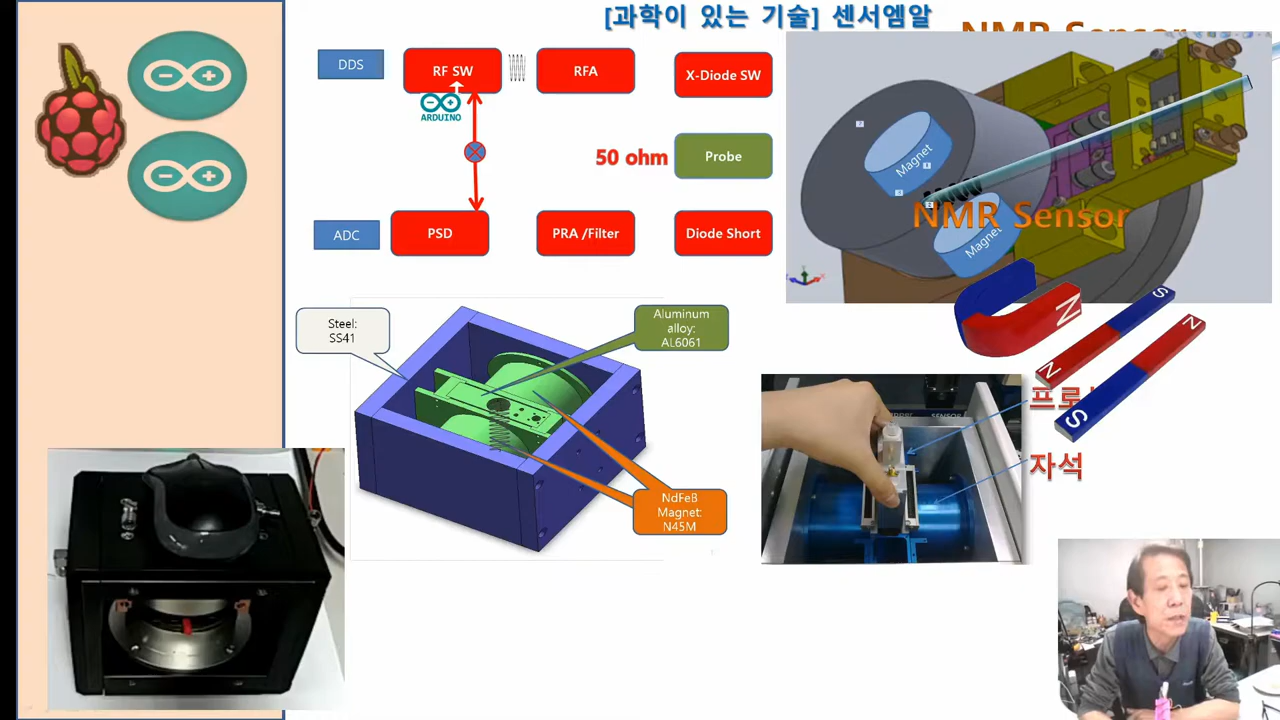 [과학이 있는 기술] 센서엠알
NMR Sensor
DDS
RF SW
RFA
X-Diode SW
ARDUINO
50 ohm
Probe
Magnet
NMR Sensor
Magnet
ADC
PSD
PRA /Filter
Diode Short
Steel:
SS41
Aluminum
alloy:
AL6061
N
S
N
N
S
SENSOR
자석
NdFeB
Magnet:
N45M